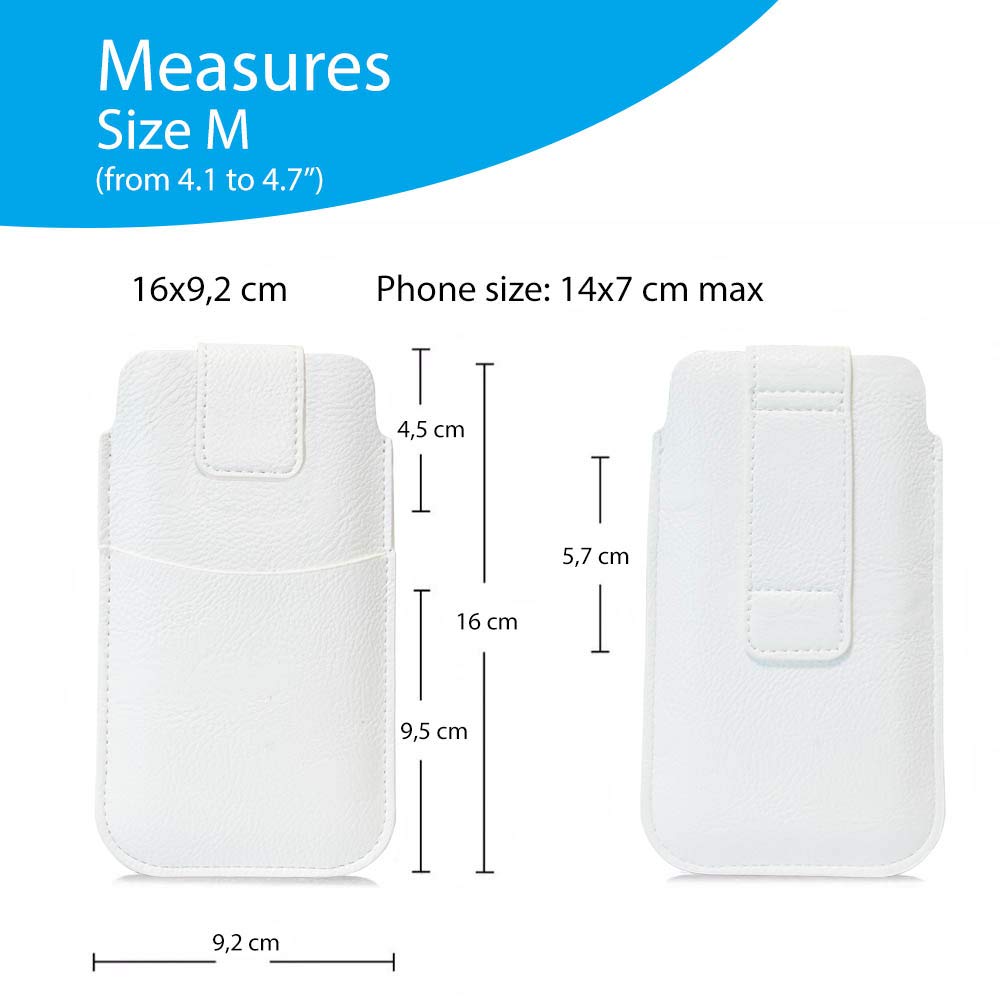 Measures
Size M
(from 4.1 to 4.7”)
16x9,2 cm
Phone size: 14x7 cm max
4,5 cm
5,7 cm
16 cm
9,5 cm
9,2 cm